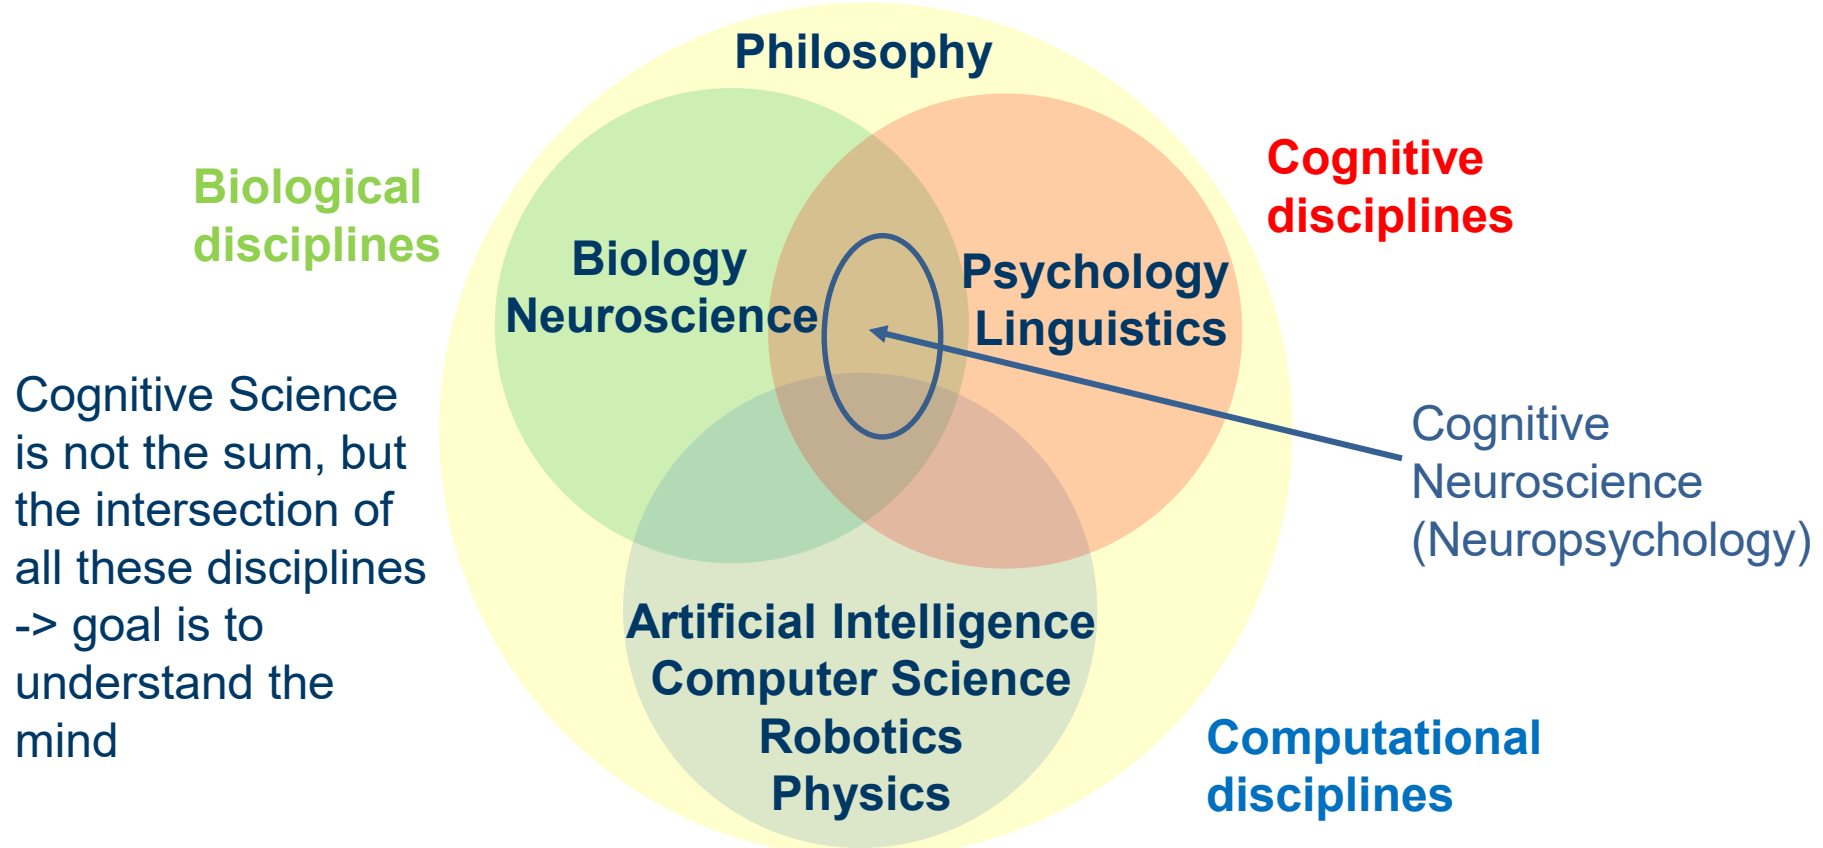 Philosophy
Biological
disciplines
Cognitive
disciplines
Biology
Neuroscience
Psychology
Linguistics
Cognitive Science
is not the sum, but
the intersection of
all these disciplines
-> goal is to
understand the
mind
Cognitive
Neuroscience
(Neuropsychology)
Artificial Intelligence
Computer Science
Robotics
Physics
Computational
disciplines